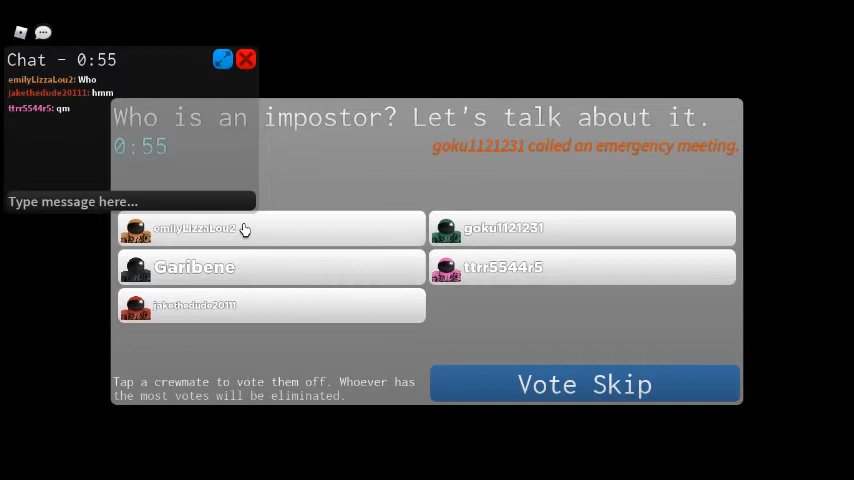 Chat - 0:55
emilyLizzaLou2: Who
jakethedude20111: hmm
ttrr5544r5: qm
Type message here...
Who is an impostor? Let's talk about it.
0:55
goku1121231 called an emergency meeting.
emilyLizzaLou2
goku1121231
Garibene
ttrr5544r5
jakethedude20111
Tap a crewmate to vote them off. Whoever has
the most votes will be eliminated.
Vote Skip